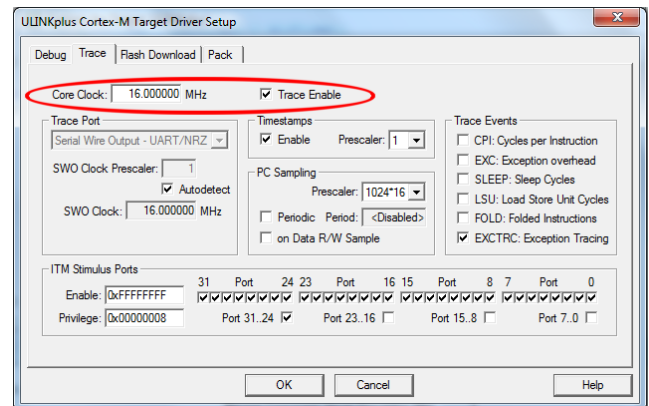 ULINKplus Cortex-M Target Driver Setup
Debug Trace Flash Download Pack
Core Clock: 16.000000 MHz Trace Enable
Trace Port
Serial Wire Output - UART/NRZ
SWO Clock Prescaler: 1
Autodetect
SWO Clock: 16.000000 MHz
Timestamps
Enable Prescaler: 1
PC Sampling
Prescaler: 1024*16
Periodic Period: <Disabled>
on Data R/W Sample
Trace Events
CPI: Cycles per Instruction
EXC: Exception overhead
SLEEP: Sleep Cycles
LSU: Load Store Unit Cycles
FOLD: Folded Instructions
EXCTRC: Exception Tracing
ITM Stimulus Ports
31 Port 24 23 Port 16 15 Port 8 7 Port 0
Enable: 0xFFFFFFFF
Privilege: 0x00000008 Port 31..24 Port 23..16 Port 15..8 Port 7..0
OK Cancel Help